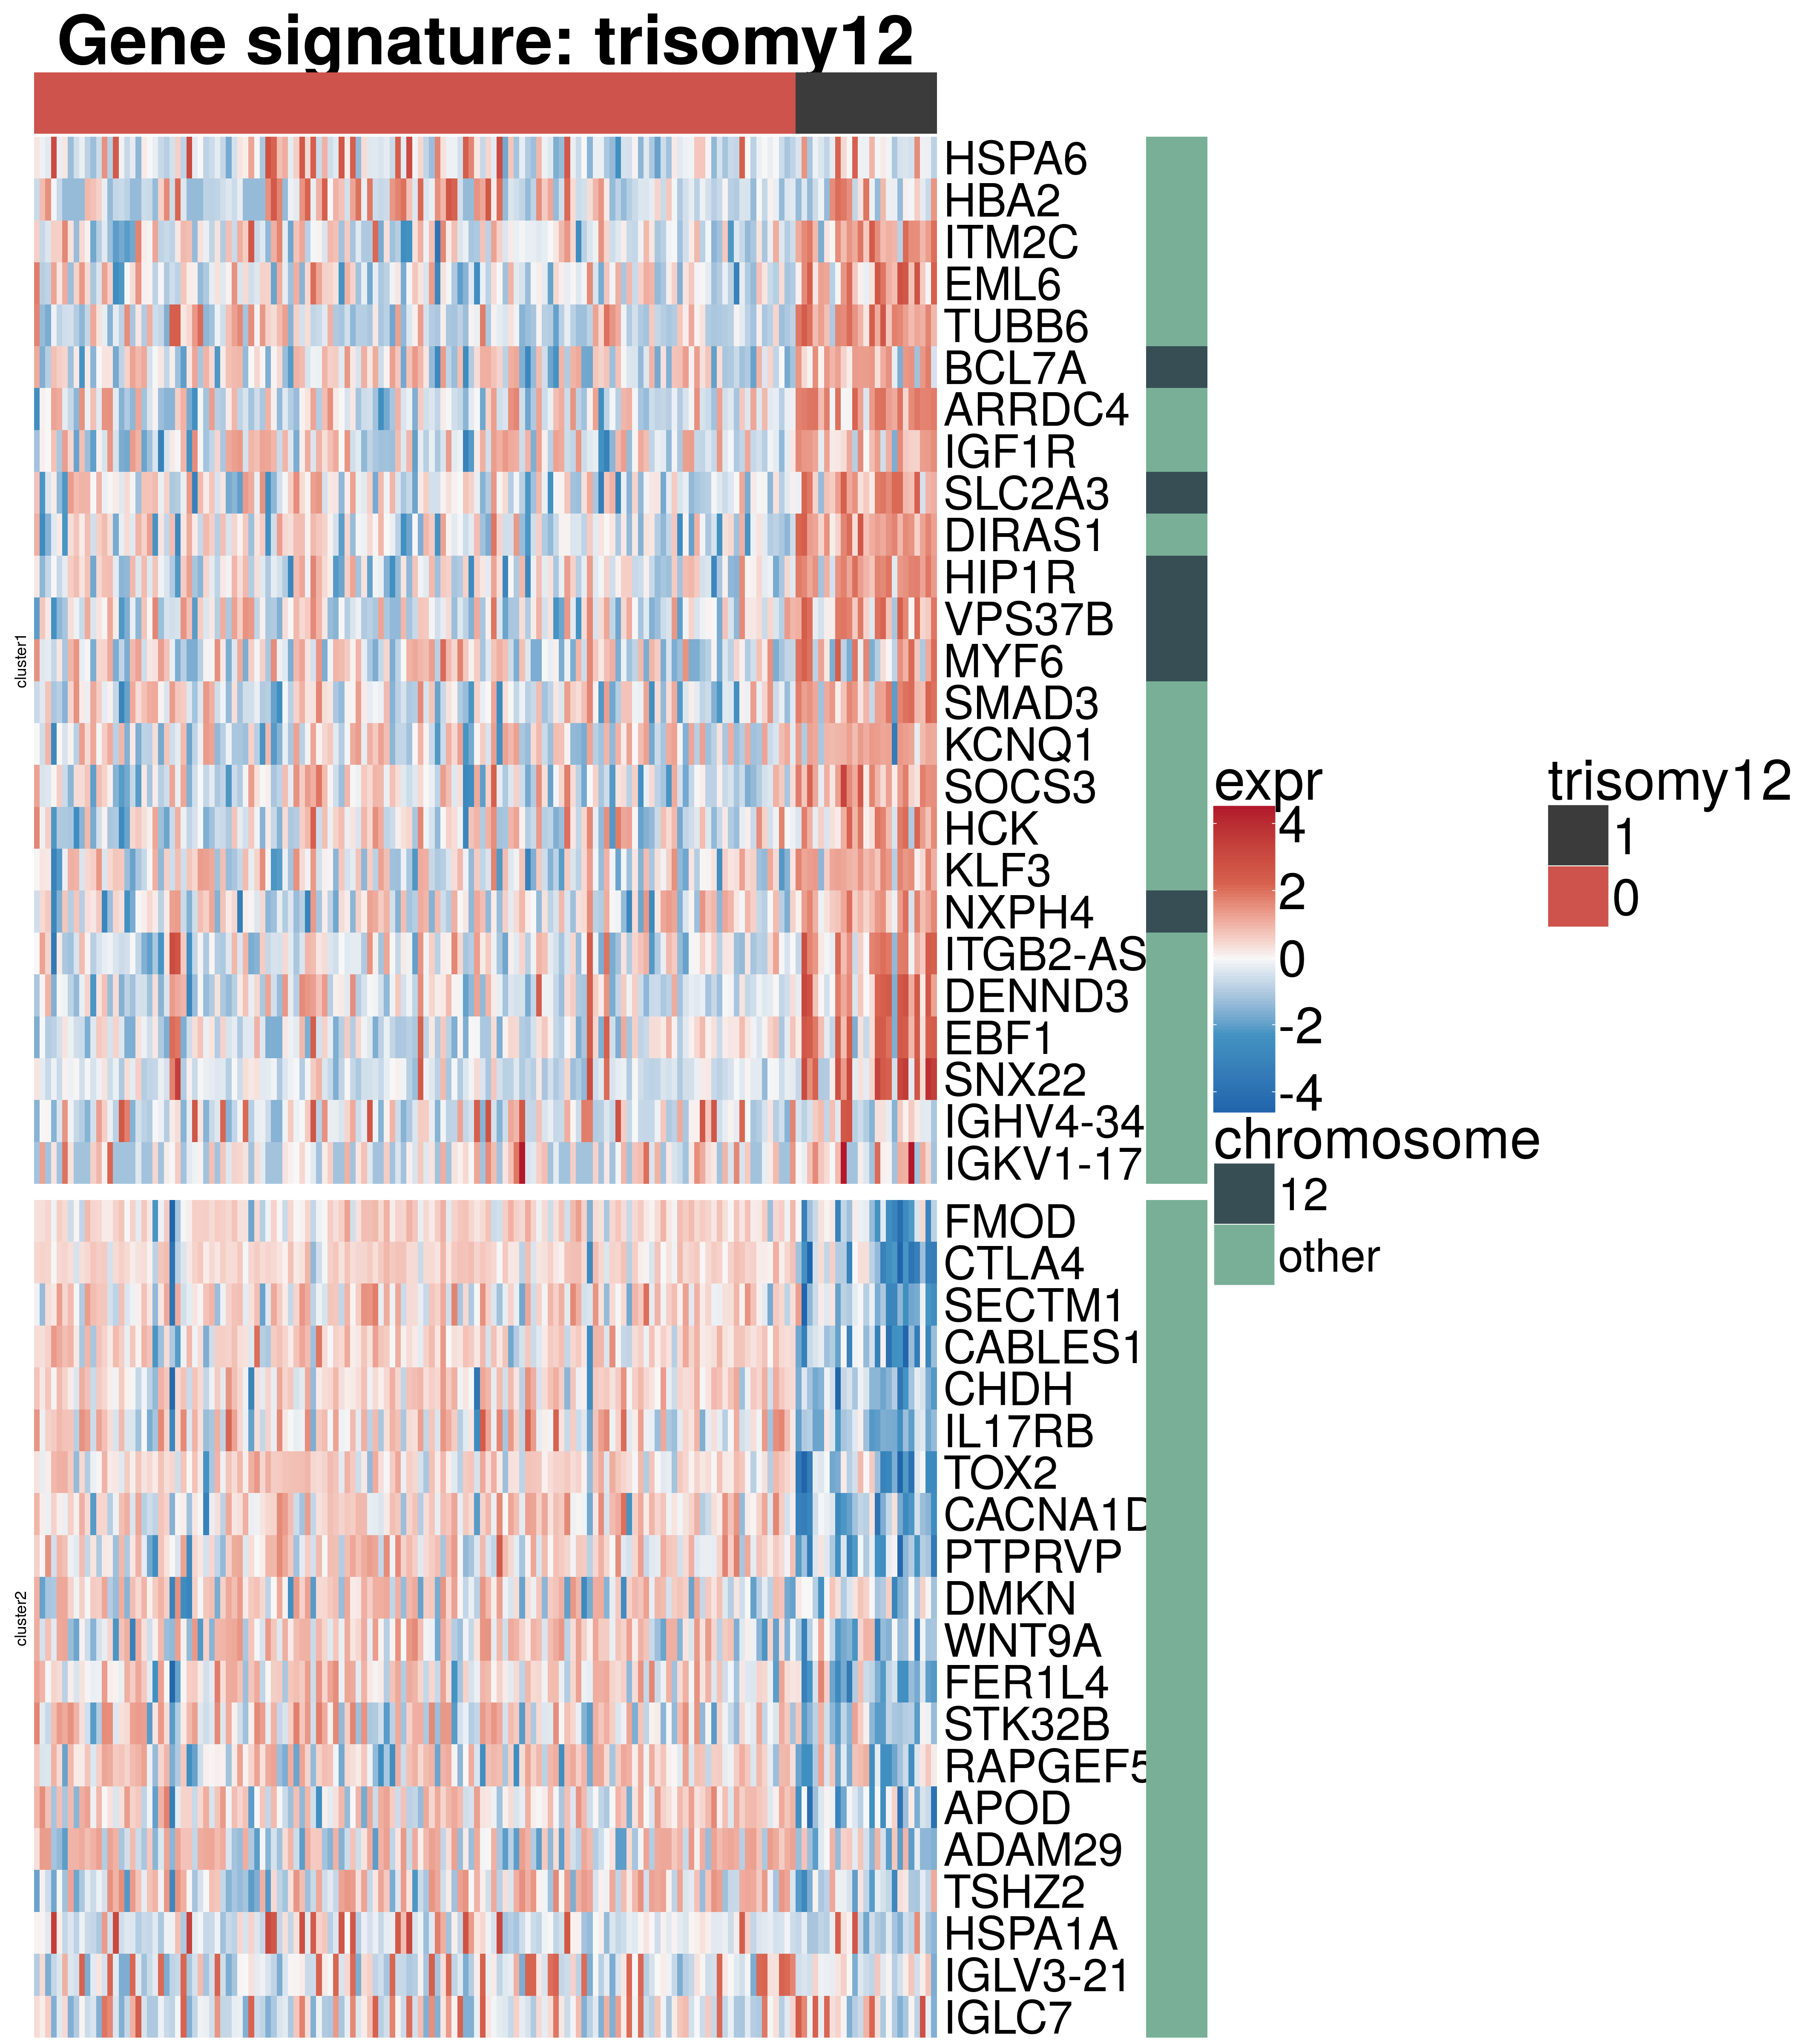 Gene signature: trisomy12
HSPA6
HBA2
ITM2C
EML6
TUBB6
BCL7A
ARRDC4
IGF1R
SLC2A3
DIRAS1
HIP1R
VPS37B
MYF6
SMAD3
KCNQ1
SOCS3
HCK
KLF3
NXPH4
ITGB2-AS
DENND3
EBF1
SNX22
IGHV4-34
IGKV1-17
cluster1
FMOD
CTLA4
SECTM1
CABLES1
CHDH
IL17RB
TOX2
CACNA1D
PTPRVP
DMKN
WNT9A
FER1L4
STK32B
RAPGEF5
APOD
ADAM29
TSHZ2
HSPA1A
IGLV3-21
IGLC7
cluster2
expr
4
2
0
-2
-4
chromosome
12
other
trisomy12
1
0